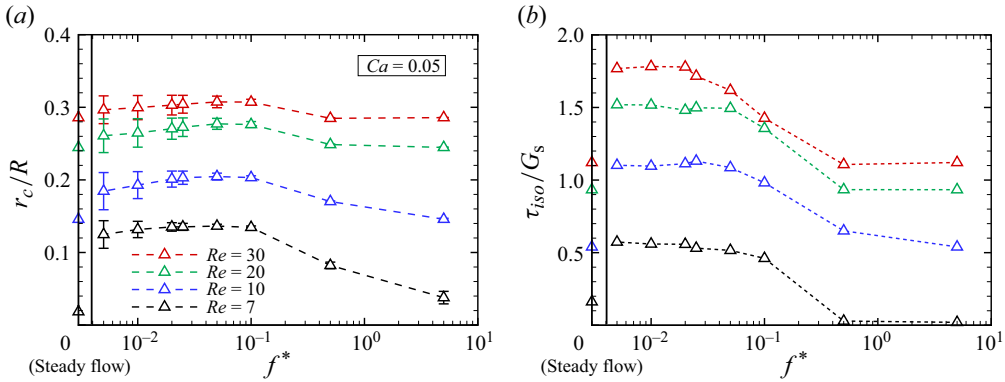 (a)
0.4
0.3
0.2
0.1
r_c/R
Ca = 0.05
Re = 30
Re = 20
Re = 10
Re = 7
0
10^−2
10^−1
10^0
10^1
(Steady flow)
f*
(b)
2.0
1.5
1.0
0.5
τ_iso/G_s
0
10^−2
10^−1
10^0
10^1
(Steady flow)
f*